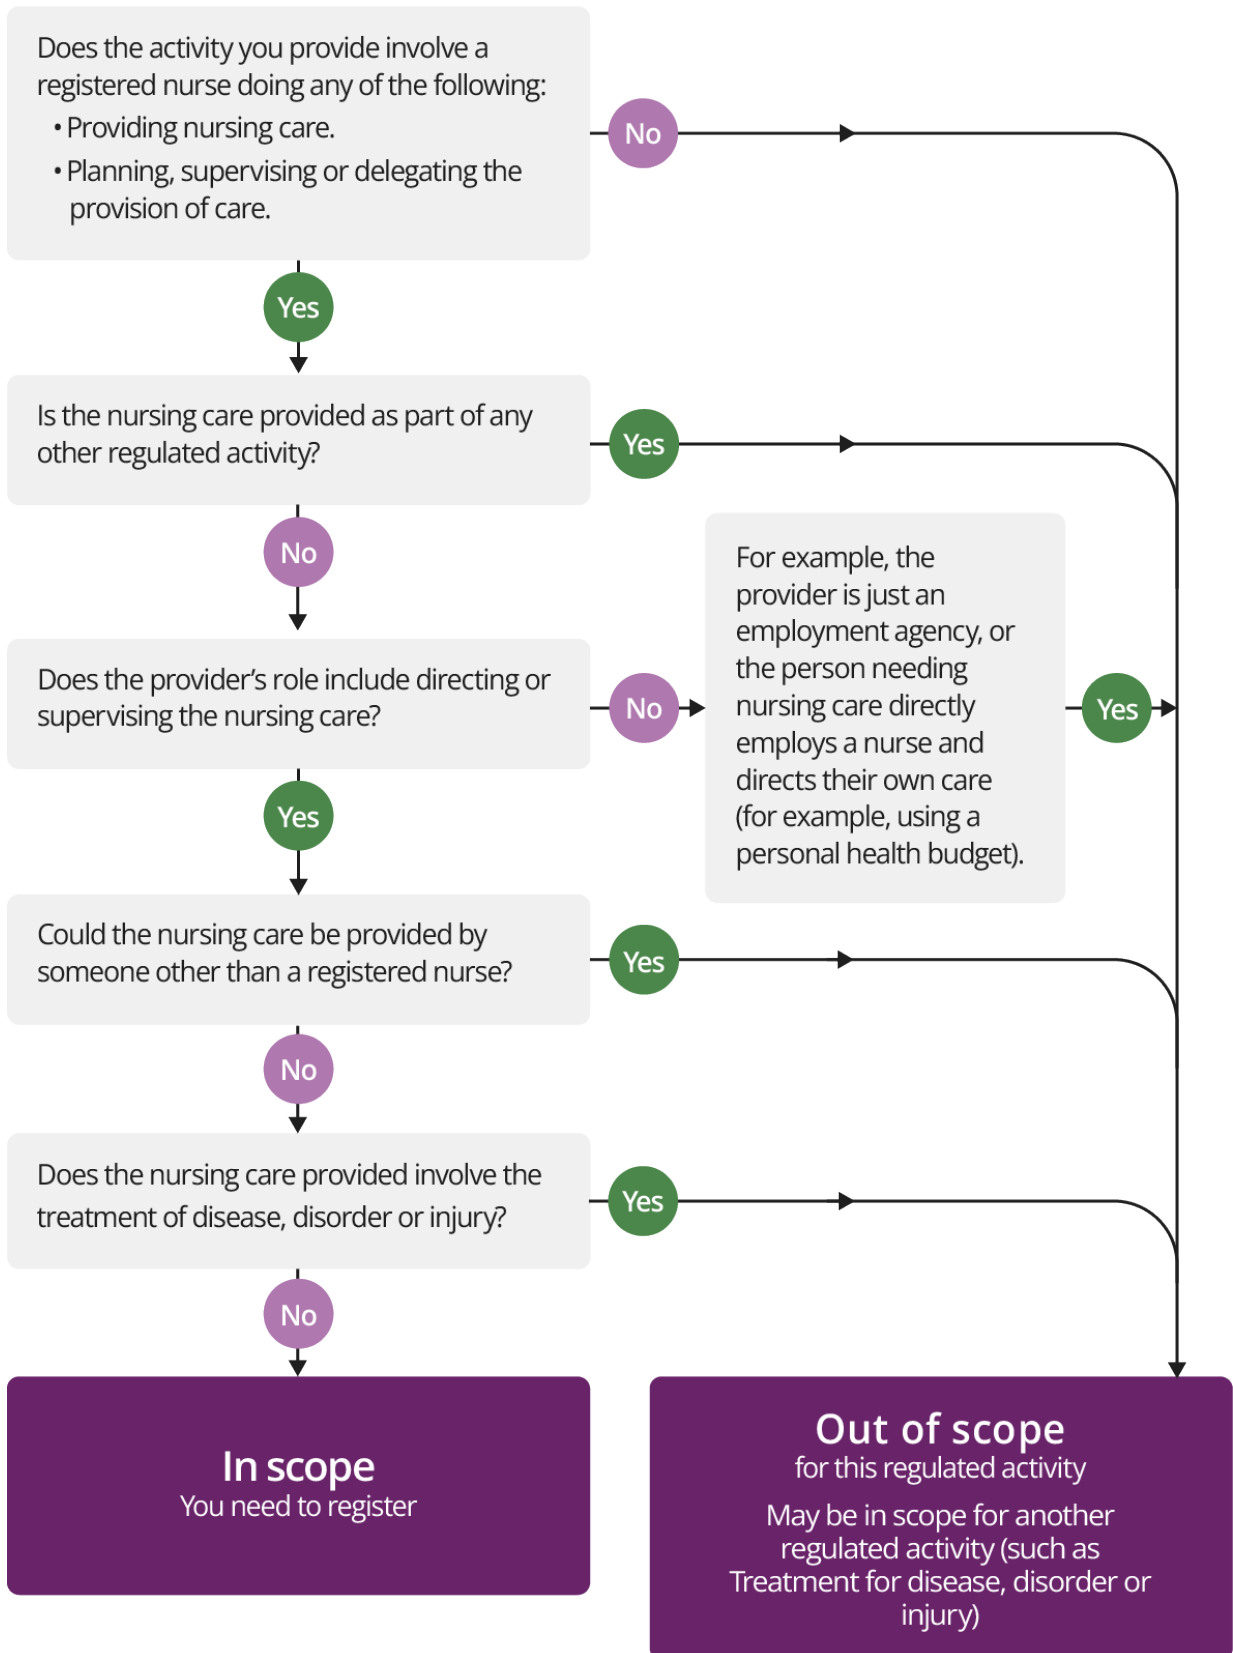 Does the activity you provide involve a
registered nurse doing any of the following:
• Providing nursing care.
• Planning, supervising or delegating the
provision of care.
No
Yes
Is the nursing care provided as part of any
other regulated activity?
Yes
No
Does the provider’s role include directing or
supervising the nursing care?
No
For example, the
provider is just an
employment agency, or
the person needing
nursing care directly
employs a nurse and
directs their own care
(for example, using a
personal health budget).
Yes
Yes
Could the nursing care be provided by
someone other than a registered nurse?
Yes
No
Does the nursing care provided involve the
treatment of disease, disorder or injury?
Yes
No
In scope
You need to register
Out of scope
for this regulated activity
May be in scope for another
regulated activity (such as
Treatment for disease, disorder or
injury)